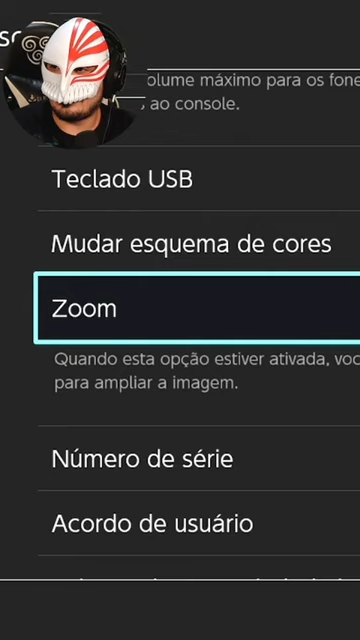 olume máximo para os fone
ao console.
Teclado USB
Mudar esquema de cores
Zoom
Quando esta opção estiver ativada, voc
para ampliar a imagem.
Número de série
Acordo de usuário